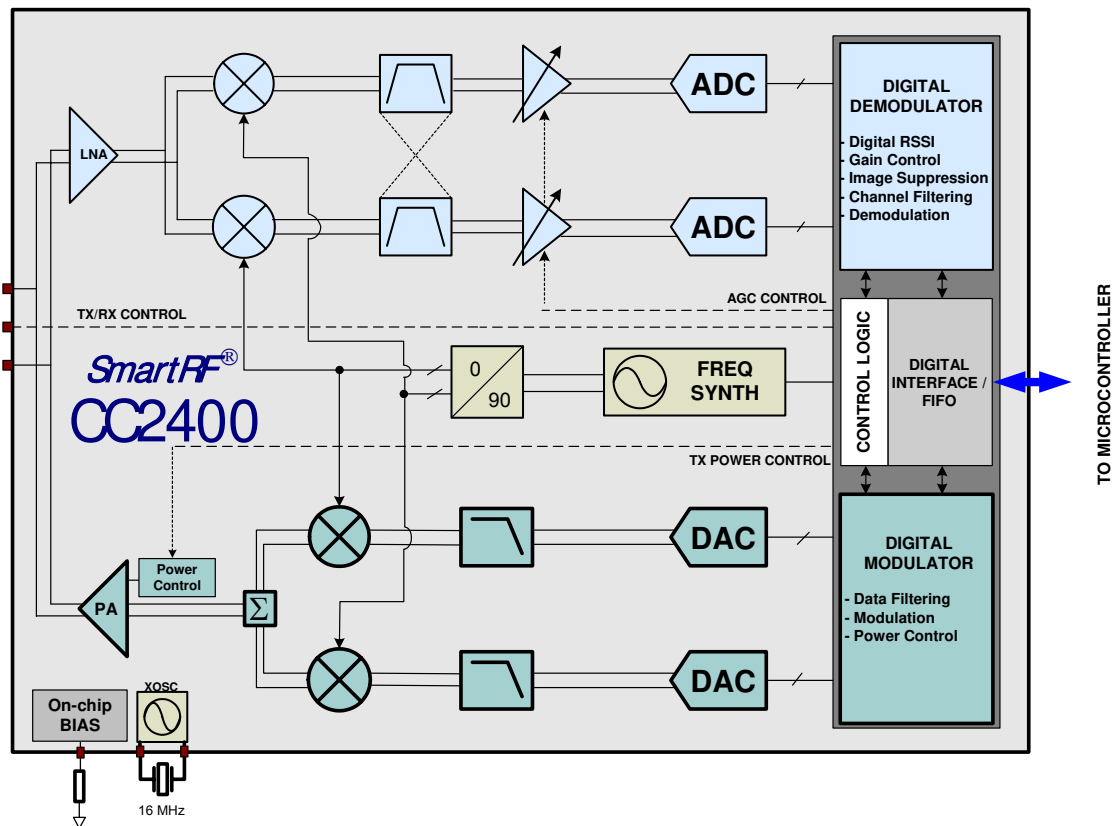 LNA
ADC
ADC
DIGITAL
DEMODULATOR
- Digital RSSI
- Gain Control
- Image Suppression
- Channel Filtering
- Demodulation
AGC CONTROL
TX/RX CONTROL
SmartRF®
CC2400
0
90
FREQ
SYNTH
CONTROL LOGIC
DIGITAL
INTERFACE /
FIFO
TO MICROCONTROLLER
TX POWER CONTROL
Power
Control
PA
Σ
DAC
DAC
DIGITAL
MODULATOR
- Data Filtering
- Modulation
- Power Control
On-chip
BIAS
XOSC
16 MHz